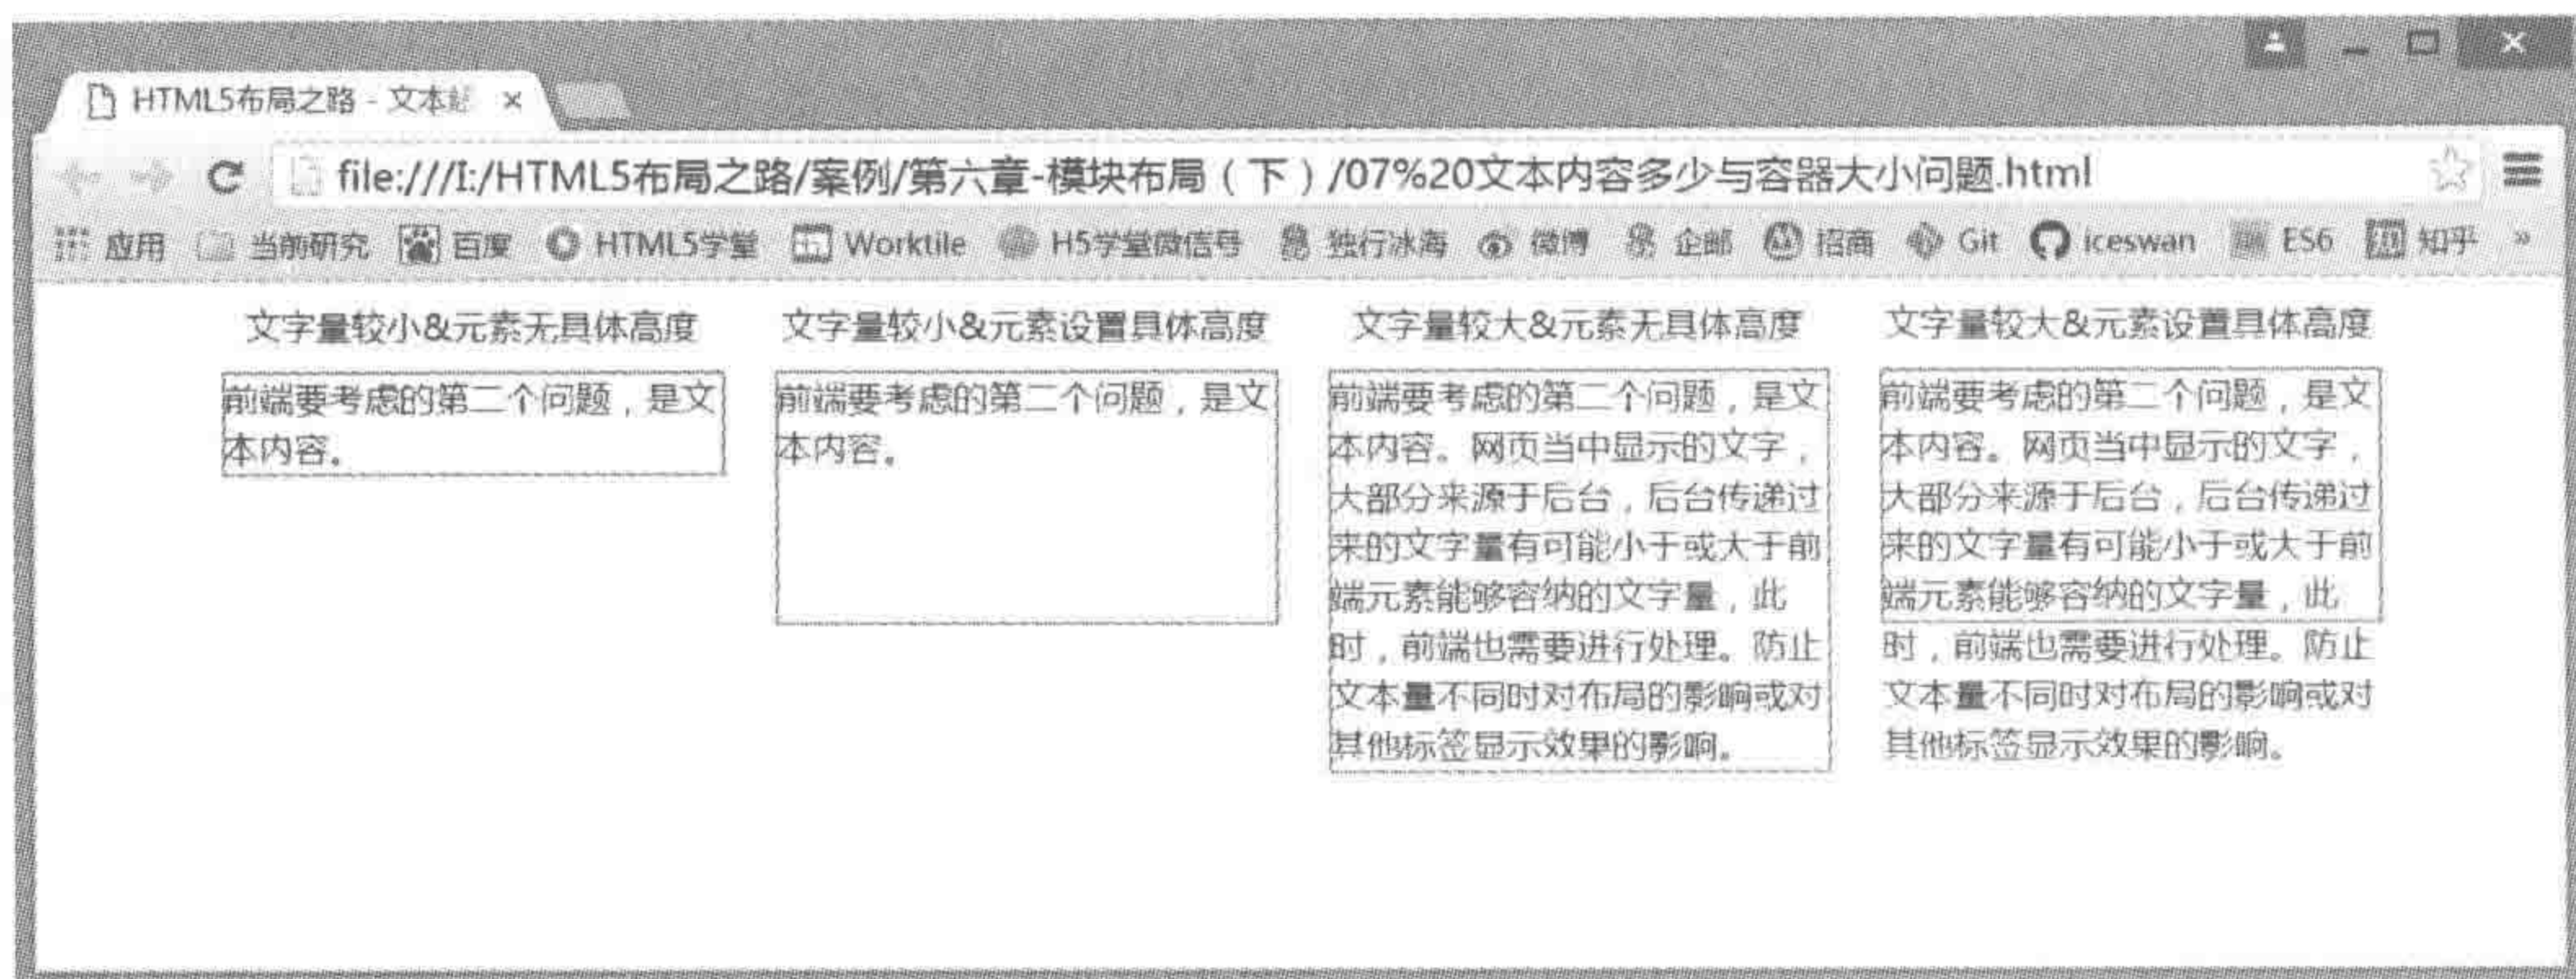 HTML5布局之路 - 文本
file:///I:/HTML5布局之路/案例/第六章-模块布局（下）/07%20文本内容多少与容器大小问题.html
应用 当前研究 百度 HTML5学堂 Worktile H5学堂微信号 独行冰海 微博 企邮 招商 Git iceswan ES6 知乎 »
文字量较小&元素无具体高度
前端要考虑的第二个问题，是文
本内容。
文字量较小&元素设置具体高度
前端要考虑的第二个问题，是文
本内容。
文字量较大&元素无具体高度
前端要考虑的第二个问题，是文
本内容。网页当中显示的文字，
大部分来源于后台，后台传递过
来的文字量有可能小于或大于前
端元素能够容纳的文字量，此
时，前端也需要进行处理。防止
文本量不同时对布局的影响或对
其他标签显示效果的影响。
文字量较大&元素设置具体高度
前端要考虑的第二个问题，是文
本内容。网页当中显示的文字，
大部分来源于后台，后台传递过
来的文字量有可能小于或大于前
端元素能够容纳的文字量，此
时，前端也需要进行处理。防止
文本量不同时对布局的影响或对
其他标签显示效果的影响。